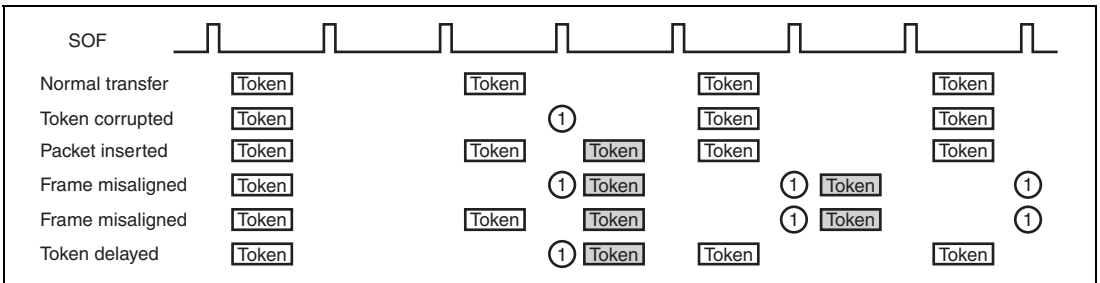 SOF
Normal transfer Token Token Token Token
Token corrupted Token 1 Token Token
Packet inserted Token Token Token Token Token
Frame misaligned Token 1 Token 1 Token 1
Frame misaligned Token Token Token 1 Token 1
Token delayed Token 1 Token Token Token